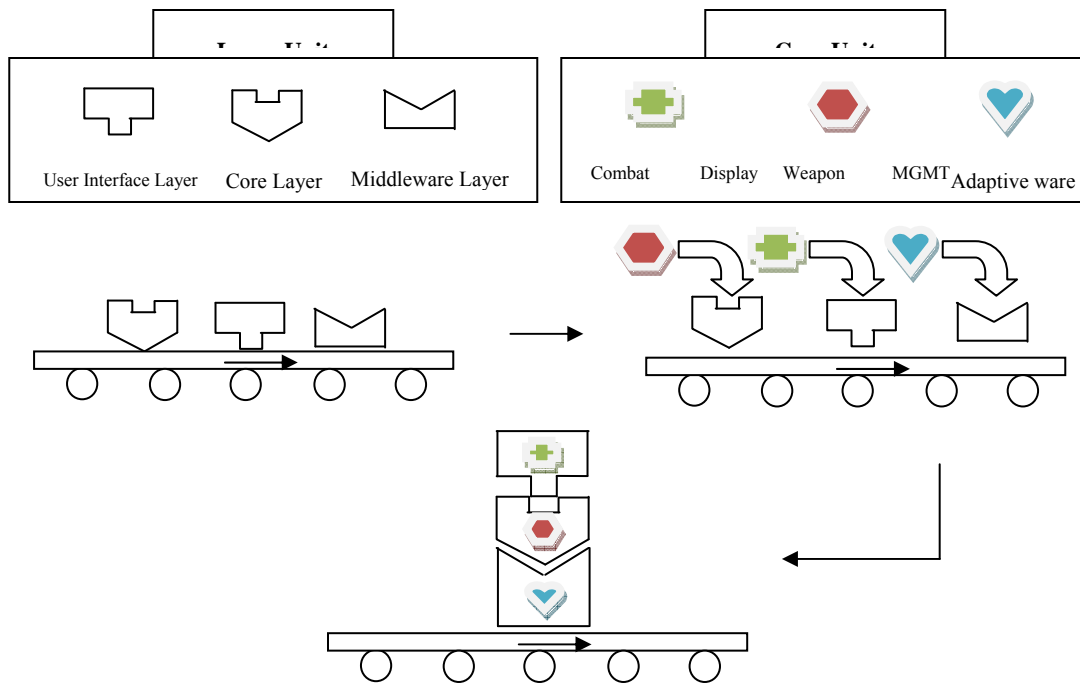 User Interface Layer
Core Layer
Middleware Layer
Combat Display
Weapon MGMT
Adaptive ware